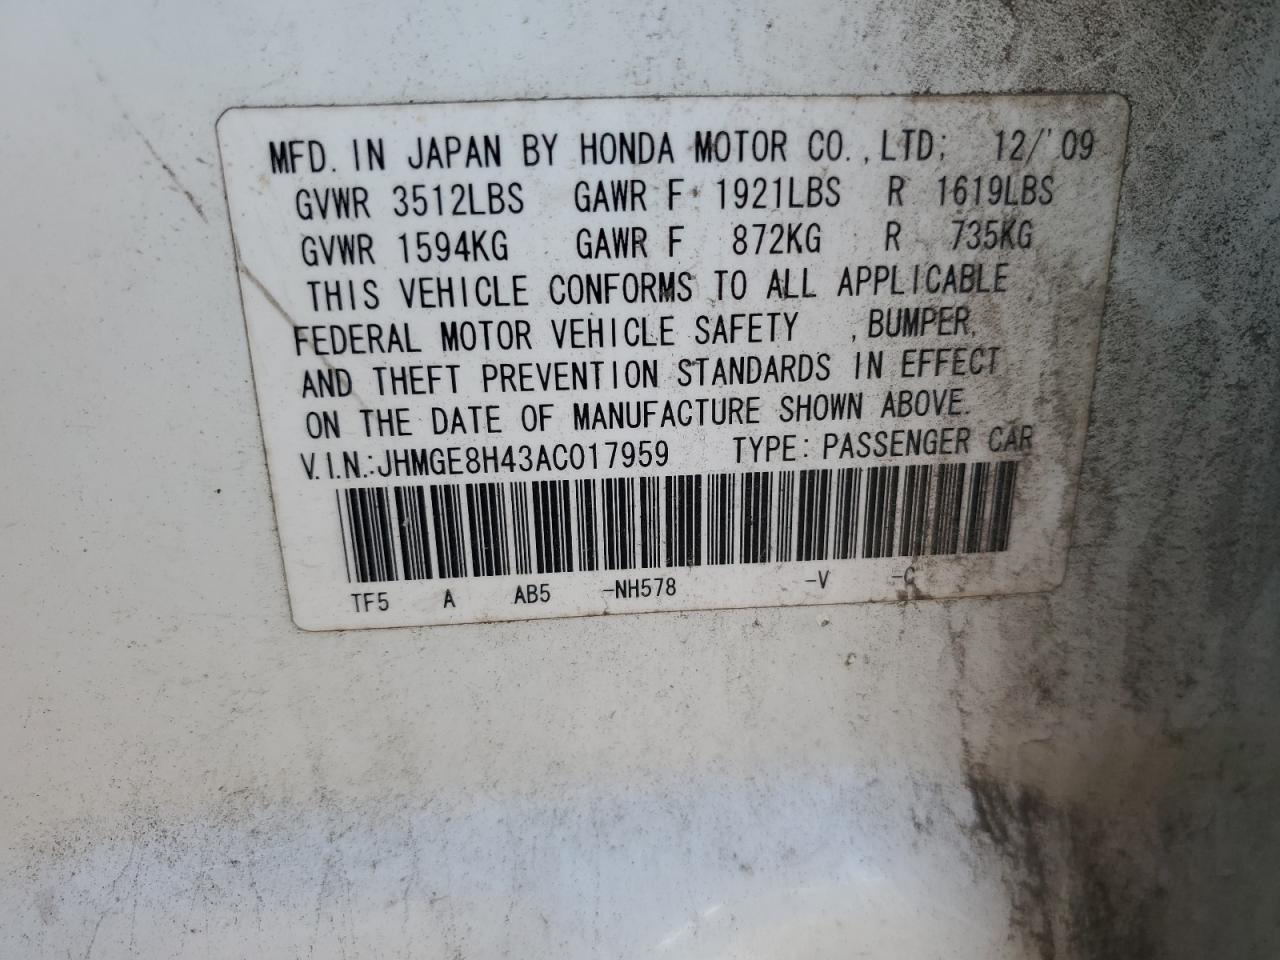 MFD. IN JAPAN BY HONDA MOTOR CO., LTD; 12/'09
GVWR 3512LBS GAWR F 1921LBS R 1619LBS
GVWR 1594KG GAWR F 872KG R 735KG
THIS VEHICLE CONFORMS TO ALL APPLICABLE
FEDERAL MOTOR VEHICLE SAFETY , BUMPER,
AND THEFT PREVENTION STANDARDS IN EFFECT
ON THE DATE OF MANUFACTURE SHOWN ABOVE.
V.I.N.:JHMGE8H43AC017959 TYPE: PASSENGER CAR
TF5 A AB5 -NH578 -V -C